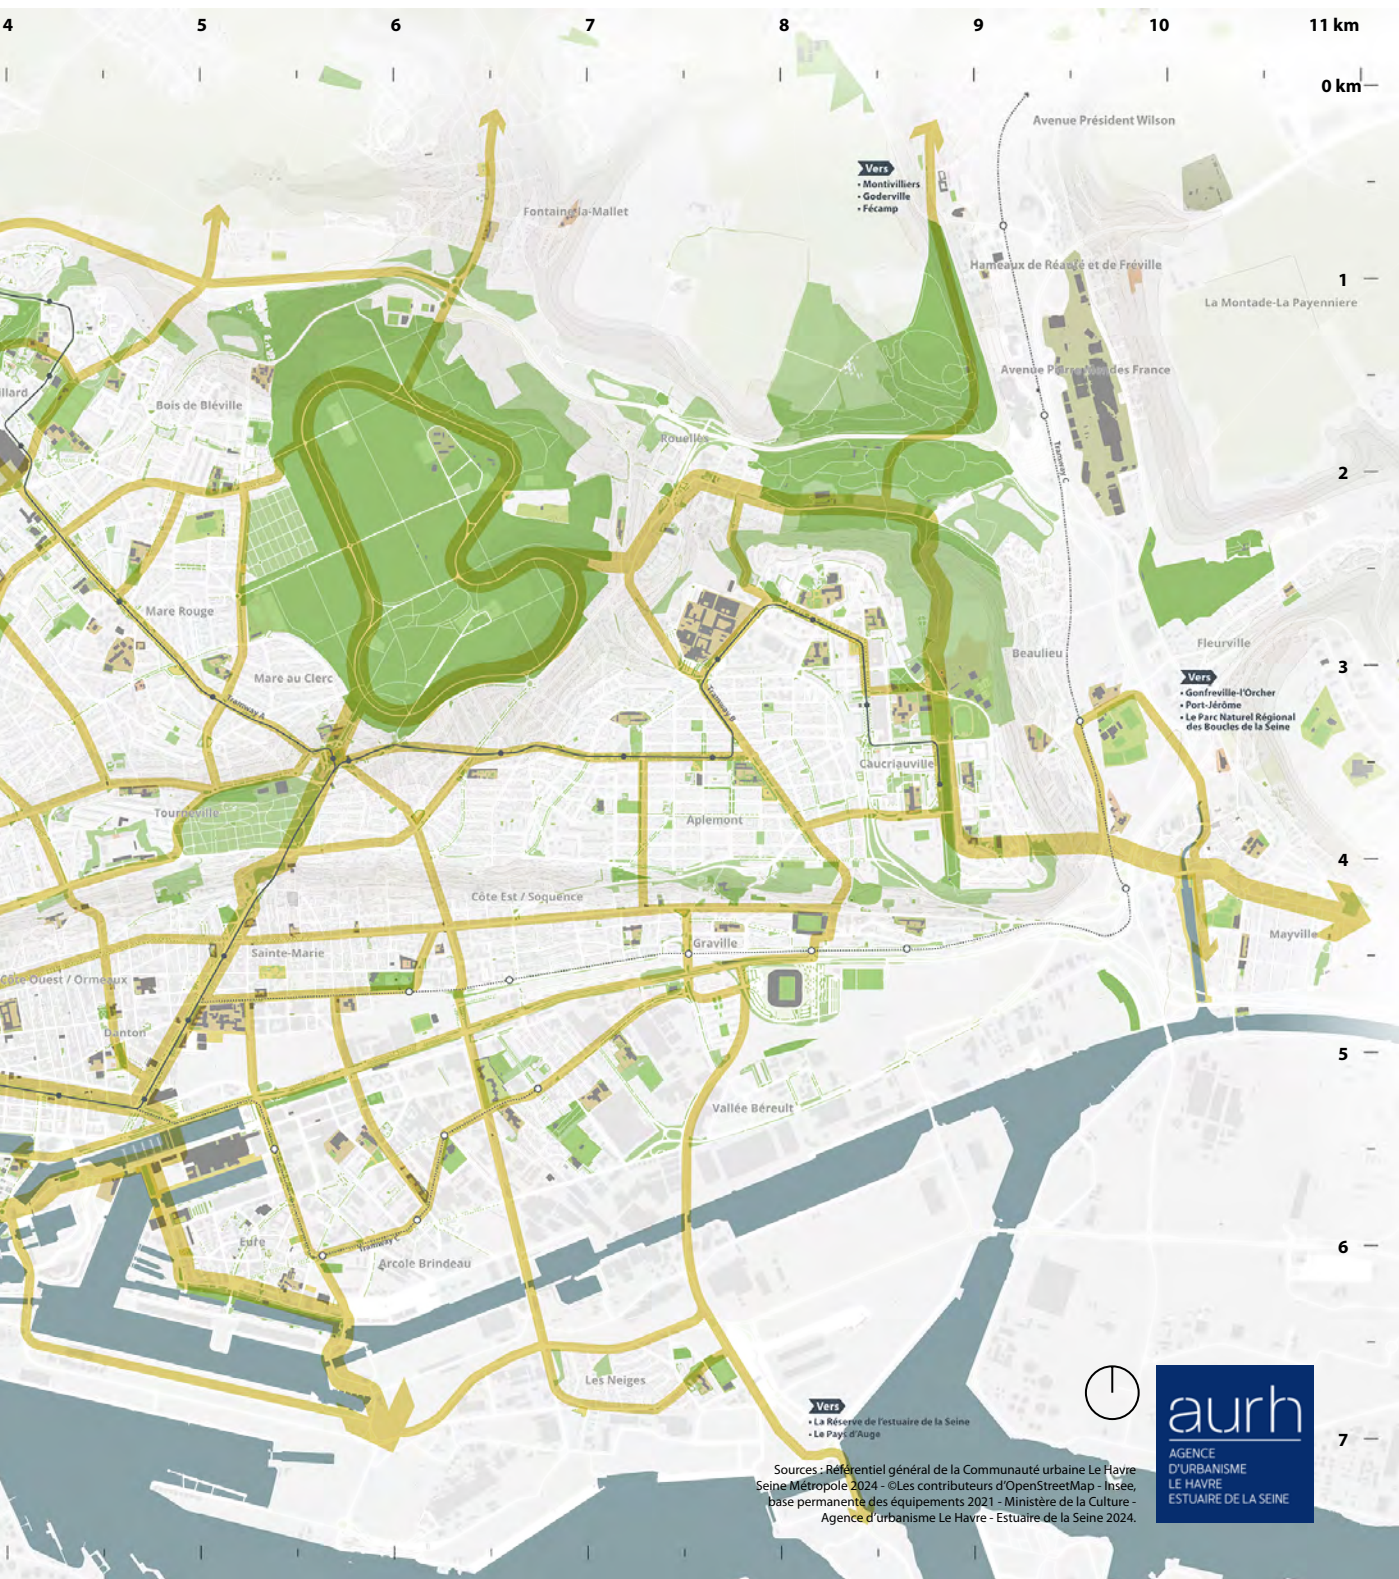 4 5 6 7 8 9 10 11 km
0 km
Avenue Président Wilson
Vers
• Montivilliers
• Goderville
• Fécamp
Fontaine-la-Mallet
Hameaux de Réauté et de Fréville
1
La Montade-La Payenniere
Avenue Pierre Mendes France
illard
Bois de Bléville
Rouelles
Tramway C
2
Mare Rouge
Fleurville
Beaulieu
3
Mare au Clerc
Vers
• Gonfreville-l'Orcher
• Port-Jérôme
• Le Parc Naturel Régional
des Boucles de la Seine
Tramway A
Tramway B
Caucriauville
Tourneville
Aplemont
4
Côte Est / Soquence
Mayville
Graville
Sainte-Marie
Côte Ouest / Ormeaux
Danton
5
Vallée Béreult
Eure
Tramway C
6
Arcole Brindeau
Les Neiges
Vers
• La Réserve de l'estuaire de la Seine
• Le Pays d'Auge
7
Sources : Référentiel général de la Communauté urbaine Le Havre
Seine Métropole 2024 - ©Les contributeurs d'OpenStreetMap - Insee,
base permanente des équipements 2021 - Ministère de la Culture -
Agence d'urbanisme Le Havre - Estuaire de la Seine 2024.
aurh
AGENCE
D'URBANISME
LE HAVRE
ESTUAIRE DE LA SEINE